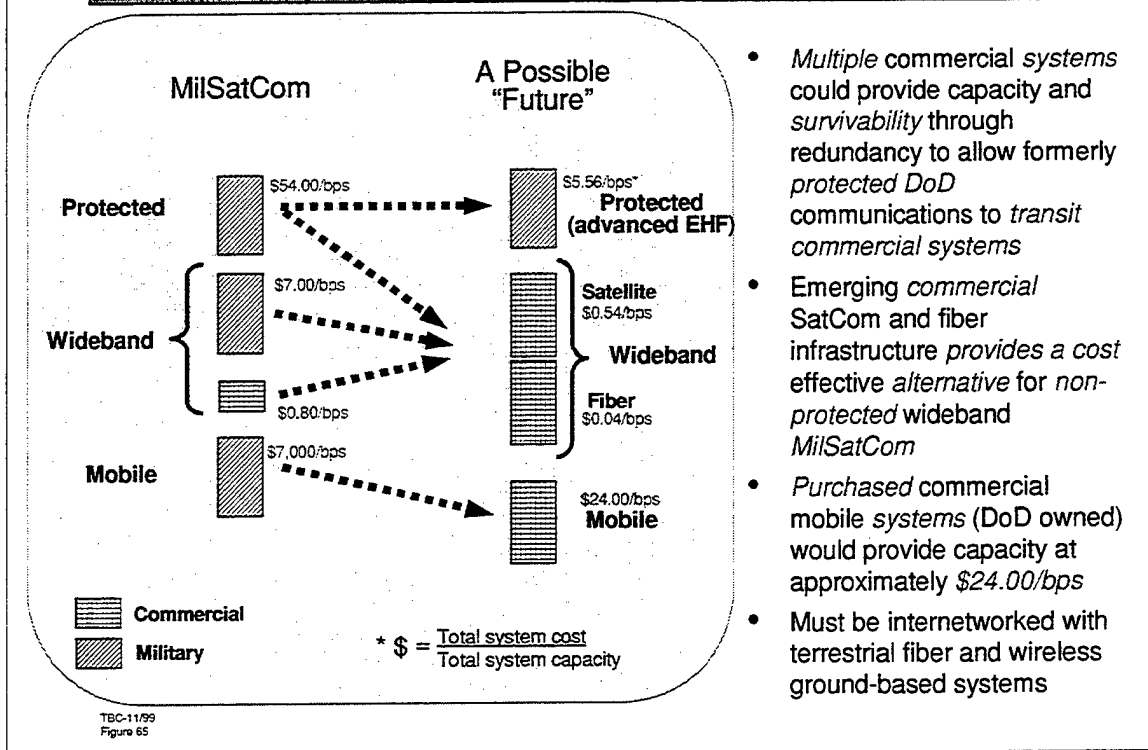 MilSatCom
A Possible
"Future"
Protected
$54.00/bps
$5.56/bps*
Protected
(advanced EHF)
Wideband
$7.00/bps
$0.80/bps
Satellite
$0.54/bps
Wideband
Fiber
$0.04/bps
Mobile
$7,000/bps
$24.00/bps
Mobile
Commercial
Military
* $ = Total system cost
Total system capacity
TBC-11/99
Figure 65
• Multiple commercial systems
could provide capacity and
survivability through
redundancy to allow formerly
protected DoD
communications to transit
commercial systems
• Emerging commercial
SatCom and fiber
infrastructure provides a cost
effective alternative for non-
protected wideband
MilSatCom
• Purchased commercial
mobile systems (DoD owned)
would provide capacity at
approximately $24.00/bps
• Must be internetworked with
terrestrial fiber and wireless
ground-based systems